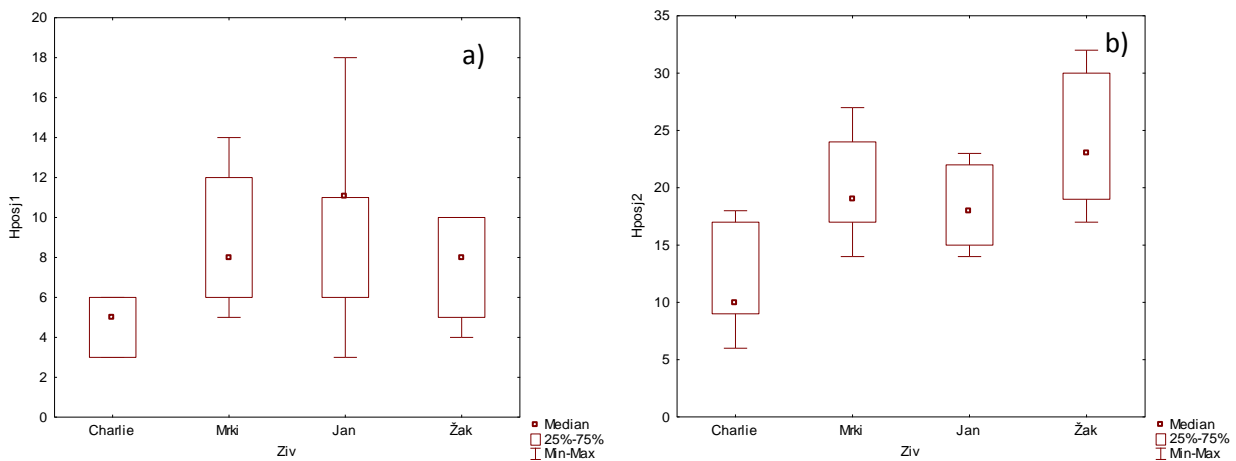 a)
Hposj1
20
18
16
14
12
10
8
6
4
2
0
Charlie Mrki Jan Žak
Ziv
Median
25%-75%
Min-Max
b)
Hposj2
35
30
25
20
15
10
5
0
Charlie Mrki Jan Žak
Ziv
Median
25%-75%
Min-Max